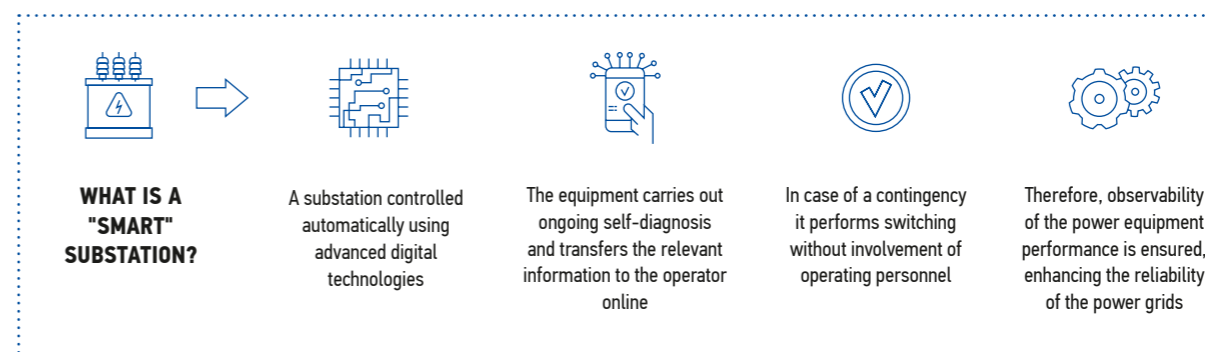 WHAT IS A
"SMART"
SUBSTATION?
A substation controlled
automatically using
advanced digital
technologies
The equipment carries out
ongoing self-diagnosis
and transfers the relevant
information to the operator
online
In case of a contingency
it performs switching
without involvement of
operating personnel
Therefore, observability
of the power equipment
performance is ensured,
enhancing the reliability
of the power grids